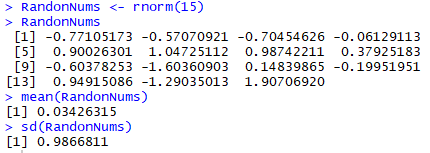 > RandonNums <- rnorm(15)
> RandonNums
 [1] -0.77105173 -0.57070921 -0.70454626 -0.06129113
 [5]  0.90026301  1.04725112  0.98742211  0.37925183
 [9] -0.60378253 -1.60360903  0.14839865 -0.19951951
[13]  0.94915086 -1.29035013  1.90706920
> mean(RandonNums)
[1] 0.03426315
> sd(RandonNums)
[1] 0.9866811